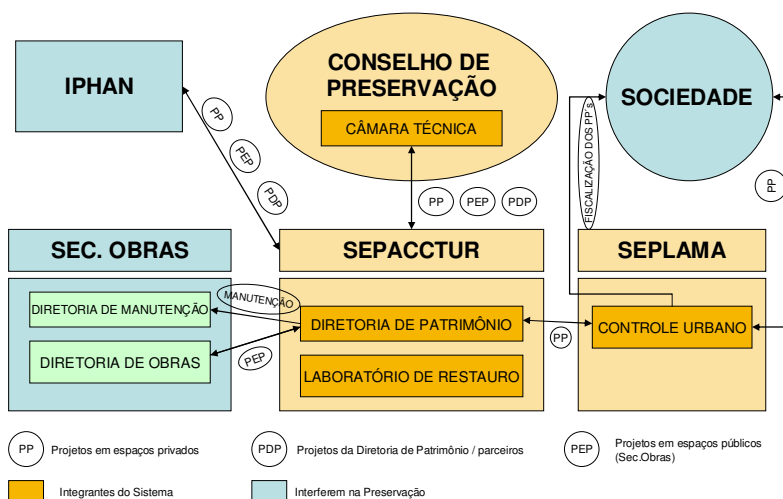 IPHAN
CONSELHO DE
PRESERVAÇÃO
CÂMARA TÉCNICA
SOCIEDADE
PP
PEP
PDP
PP
PEP
PDP
FISCALIZAÇÃO DOS PP's
PP
SEC. OBRAS
SEPACCTUR
SEPLAMA
MANUTENÇÃO
DIRETORIA DE MANUTENÇÃO
DIRETORIA DE PATRIMÔNIO
CONTROLE URBANO
PP
DIRETORIA DE OBRAS
PEP
LABORATÓRIO DE RESTAURO
PP
Projetos em espaços privados
PDP
Projetos da Diretoria de Patrimônio / parceiros
PEP
Projetos em espaços públicos
(Sec.Obras)
Integrantes do Sistema
Interferem na Preservação